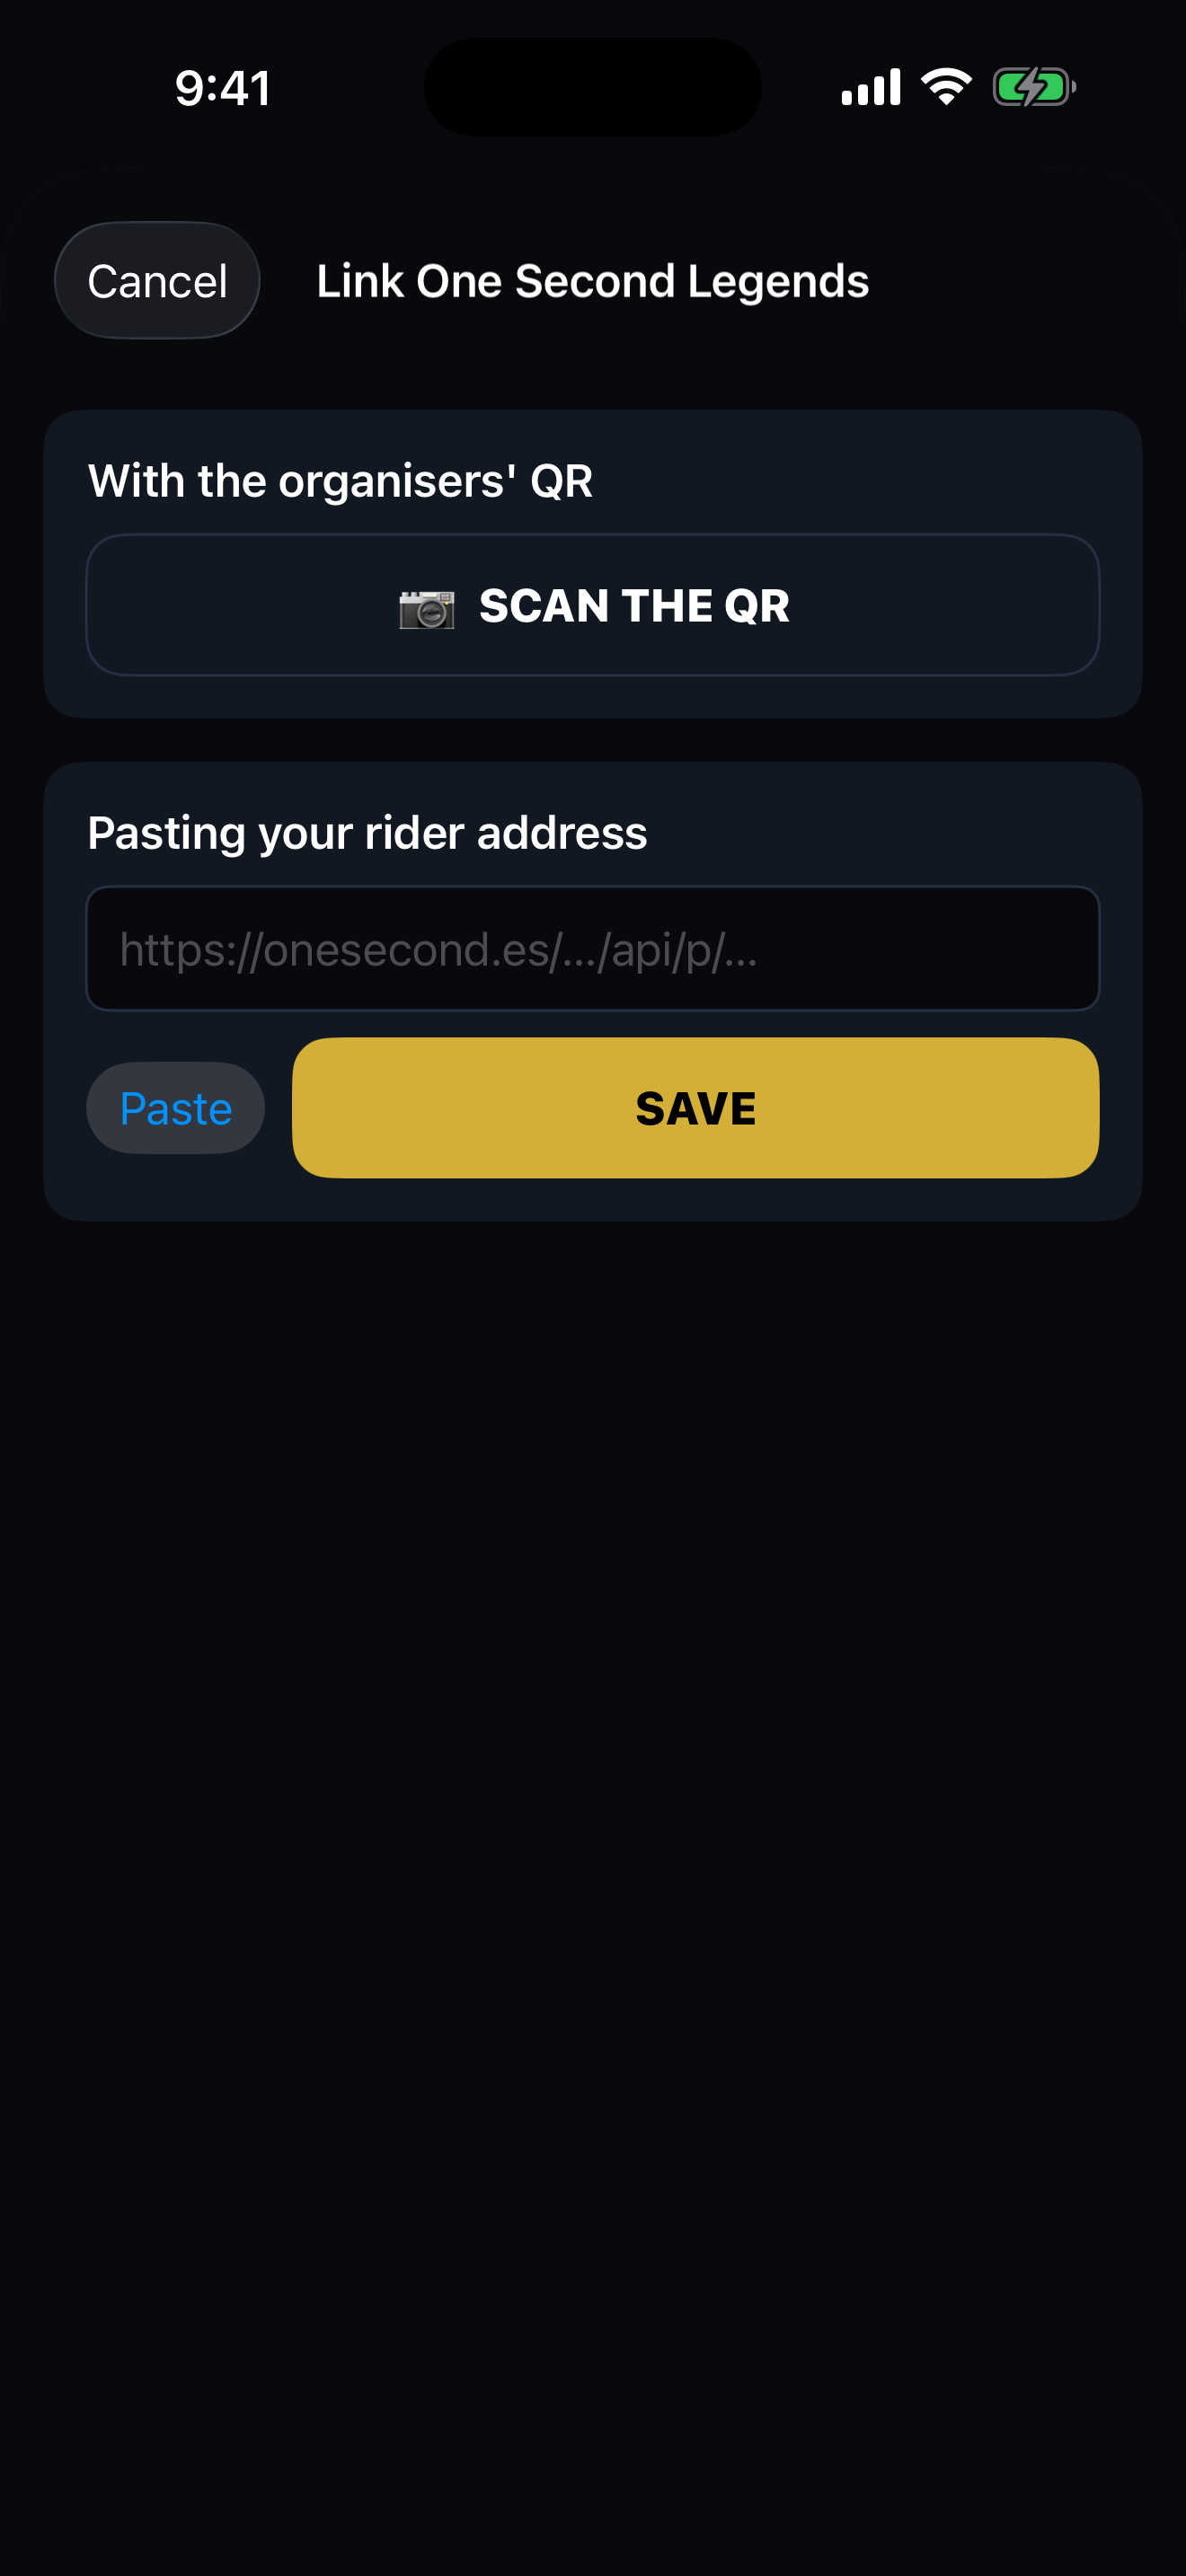 9:41
Cancel
Link One Second Legends
With the organisers' QR
SCAN THE QR
Pasting your rider address
https://onesecond.es/.../api/p/...
Paste
SAVE